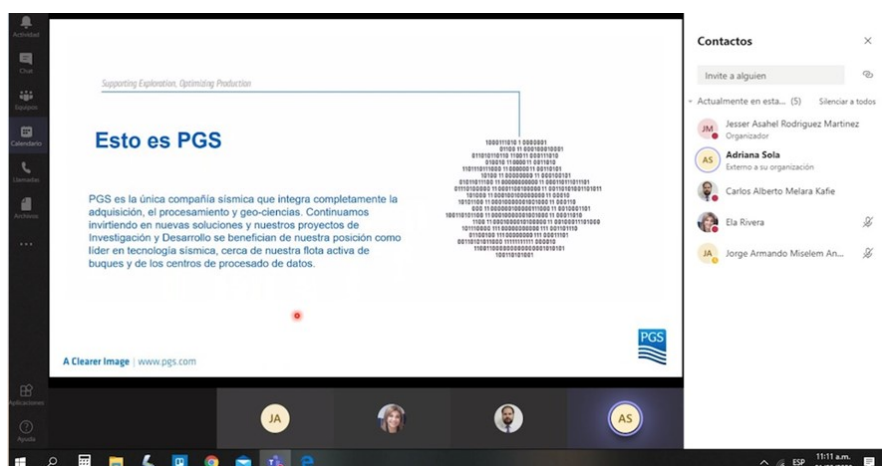 Actividad
Chat
Equipos
Calendario
Llamadas
Archivos
Aplicaciones
Ayuda
Supporting Exploration, Optimizing Production
Esto es PGS
PGS es la única compañía sísmica que integra completamente la
adquisición, el procesamiento y geo-ciencias. Continuamos
invirtiendo en nuevas soluciones y nuestros proyectos de
Investigación y Desarrollo se benefician de nuestra posición como
líder en tecnología sísmica, cerca de nuestra flota activa de
buques y de los centros de procesado de datos.
PGS
A Clearer Image | www.pgs.com
JA
AS
Contactos
Invite a alguien
Actualmente en esta... (5) Silenciar a todos
JM Jesser Asahel Rodriguez Martinez
Organizador
AS Adriana Sola
Externo a su organización
Carlos Alberto Melara Kafie
Ela Rivera
JA Jorge Armando Miselem An...
ESP
11:11 a.m.